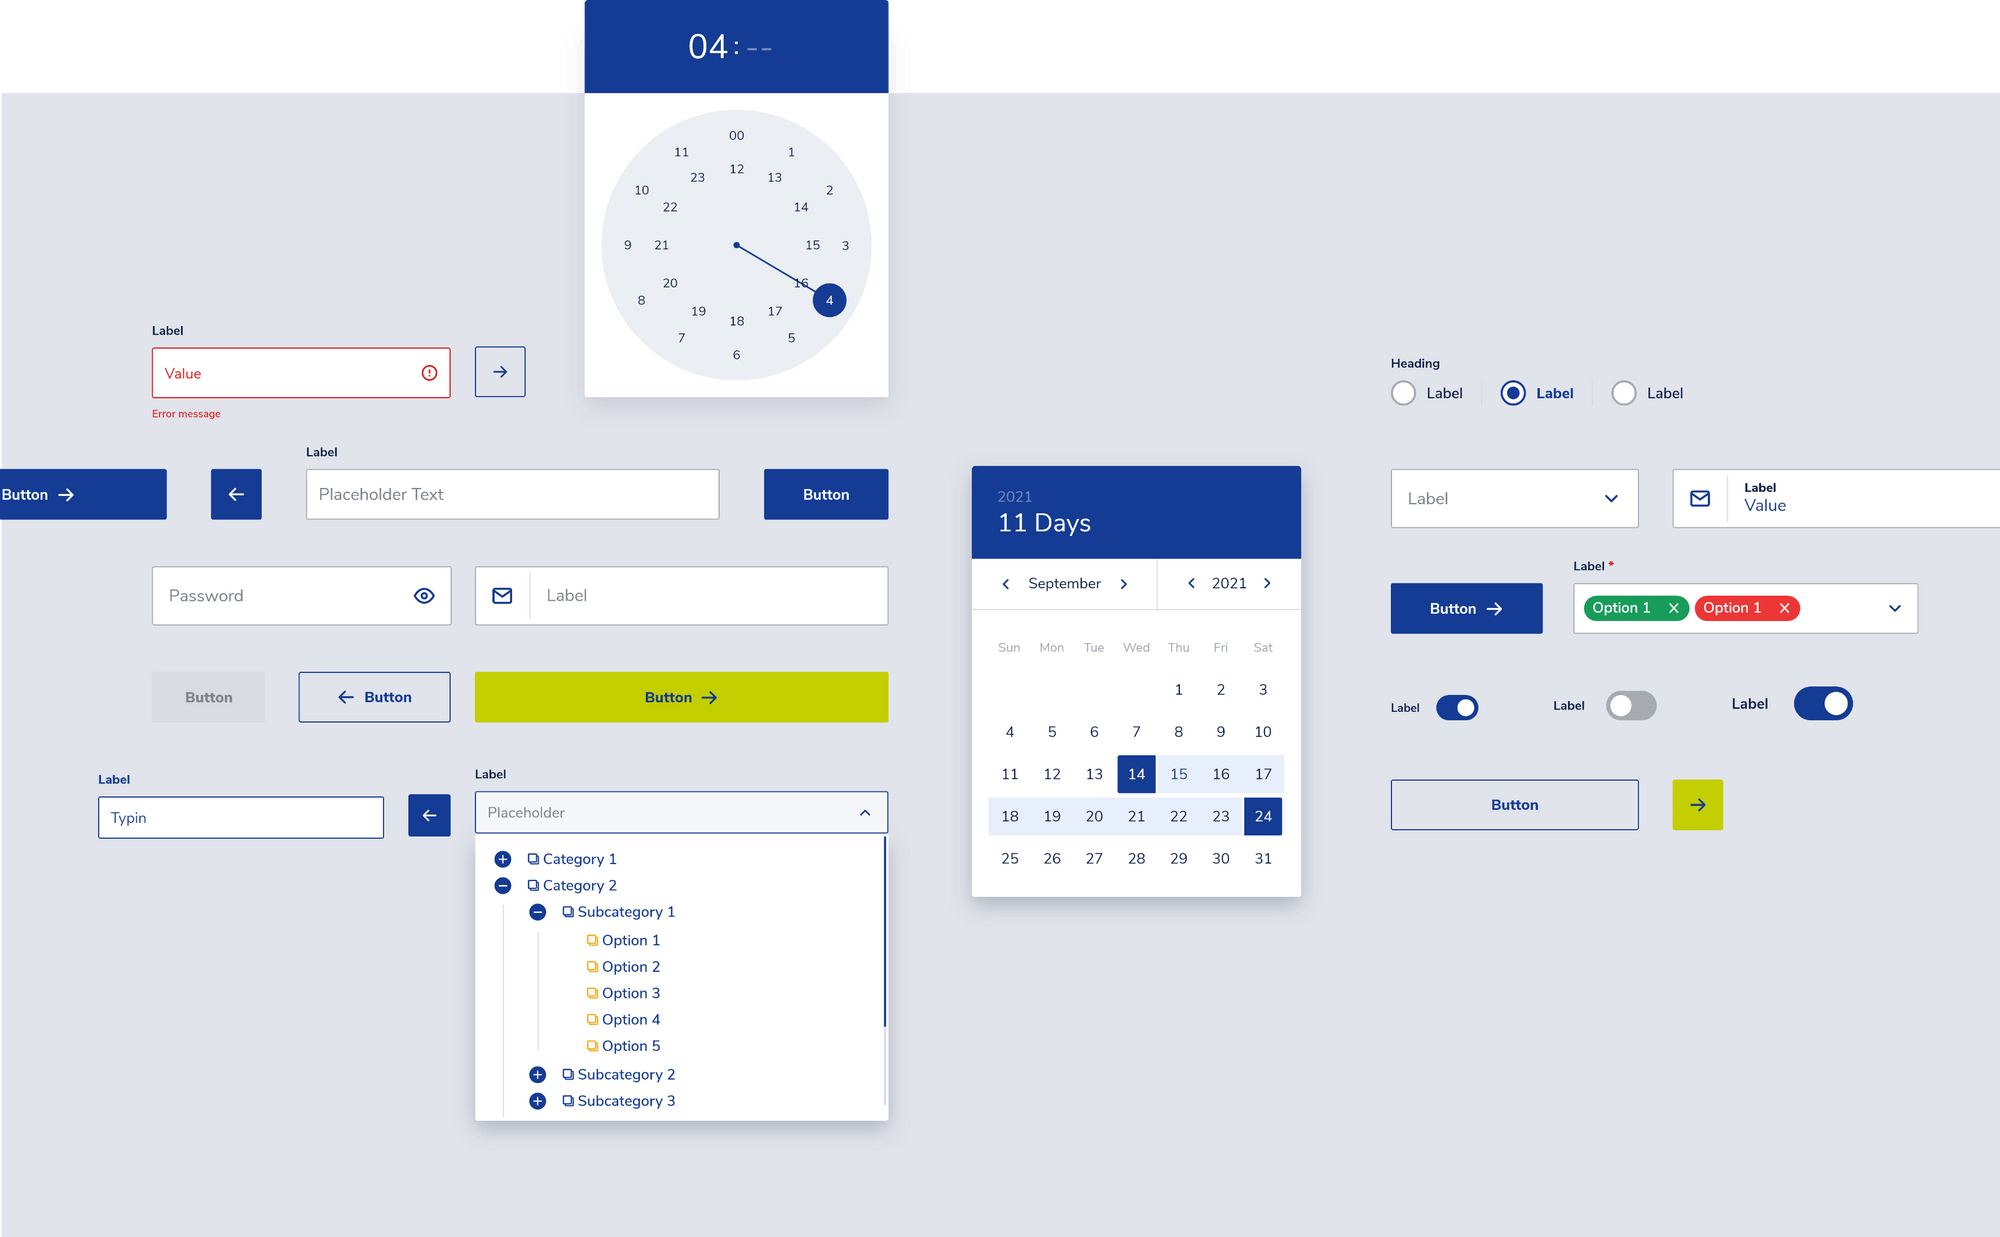 04:--
00
11
1
12
23
13
10
2
22
14
9
21
15
3
20
16
8
4
19
17
18
7
5
6
Label
Value
Error message
Heading
Label
Label
Label
Button
Label
Placeholder Text
Button
Password
Label
Button
Button
Button
Label
Typin
Label
Placeholder
Category 1
Category 2
Subcategory 1
Option 1
Option 2
Option 3
Option 4
Option 5
Subcategory 2
Subcategory 3
2021
11 Days
September
2021
Sun Mon Tue Wed Thu Fri Sat
1 2 3
4 5 6 7 8 9 10
11 12 13 14 15 16 17
18 19 20 21 22 23 24
25 26 27 28 29 30 31
Label
Label
Value
Label *
Button
Option 1
Option 1
Label
Label
Label
Button